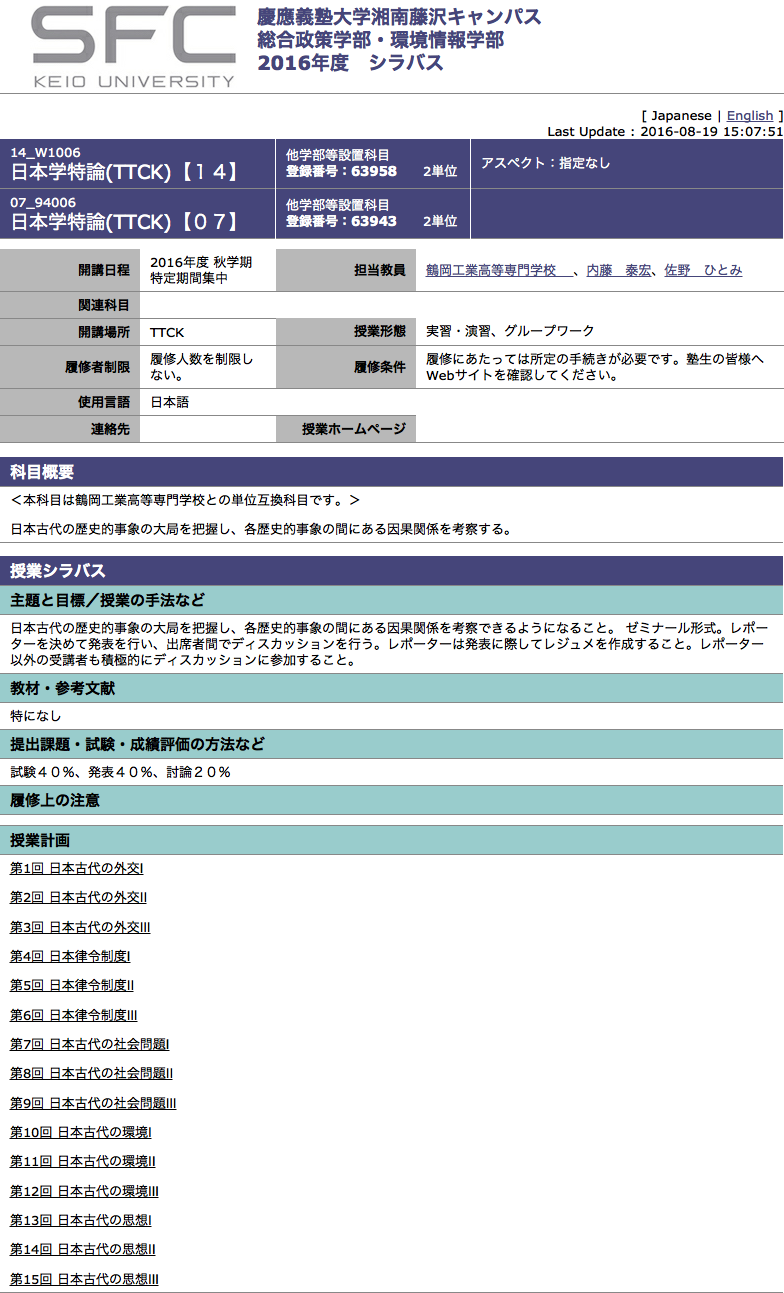 SFC
KEIO UNIVERSITY
慶應義塾大学湘南藤沢キャンパス
総合政策学部・環境情報学部
2016年度　シラバス
[ Japanese | English ]
Last Update : 2016-08-19 15:07:51
14_W1006
日本学特論(TTCK)【１４】
他学部等設置科目
登録番号：63958 2単位
アスペクト：指定なし
07_94006
日本学特論(TTCK)【０７】
他学部等設置科目
登録番号：63943 2単位
開講日程
2016年度 秋学期
特定期間集中
担当教員
鶴岡工業高等専門学校　、内藤　泰宏、佐野　ひとみ
関連科目
開講場所
TTCK
授業形態
実習・演習、グループワーク
履修者制限
履修人数を制限し
ない。
履修条件
履修にあたっては所定の手続きが必要です。塾生の皆様へ
Webサイトを確認してください。
使用言語
日本語
連絡先
授業ホームページ
科目概要
＜本科目は鶴岡工業高等専門学校との単位互換科目です。＞
日本古代の歴史的事象の大局を把握し、各歴史的事象の間にある因果関係を考察する。
授業シラバス
主題と目標／授業の手法など
日本古代の歴史的事象の大局を把握し、各歴史的事象の間にある因果関係を考察できるようになること。 ゼミナール形式。レポー
ターを決めて発表を行い、出席者間でディスカッションを行う。レポーターは発表に際してレジュメを作成すること。レポーター
以外の受講者も積極的にディスカッションに参加すること。
教材・参考文献
特になし
提出課題・試験・成績評価の方法など
試験４０％、発表４０％、討論２０％
履修上の注意
授業計画
第1回 日本古代の外交I
第2回 日本古代の外交II
第3回 日本古代の外交III
第4回 日本律令制度I
第5回 日本律令制度II
第6回 日本律令制度III
第7回 日本古代の社会問題I
第8回 日本古代の社会問題II
第9回 日本古代の社会問題III
第10回 日本古代の環境I
第11回 日本古代の環境II
第12回 日本古代の環境III
第13回 日本古代の思想I
第14回 日本古代の思想II
第15回 日本古代の思想III